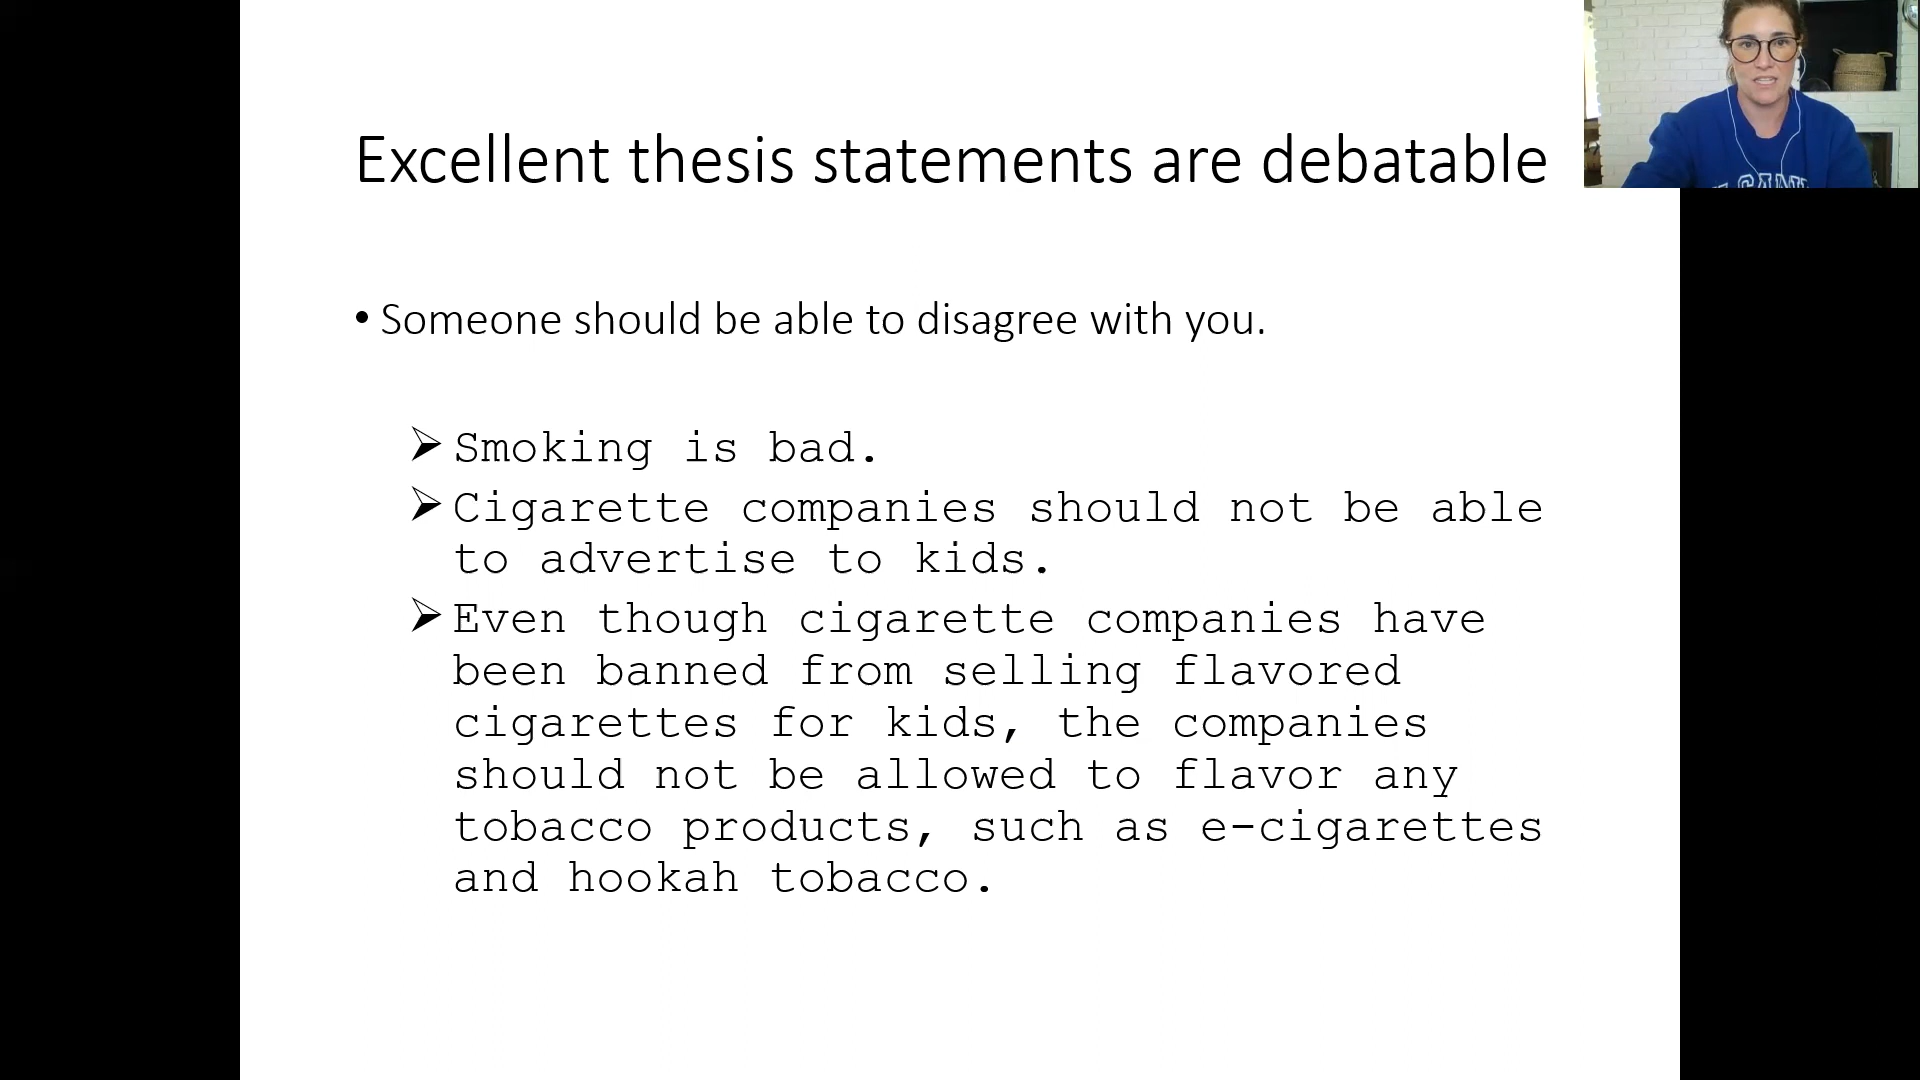 Excellent thesis statements are debatable
• Someone should be able to disagree with you.
➢ Smoking is bad.
➢ Cigarette companies should not be able
to advertise to kids.
➢ Even though cigarette companies have
been banned from selling flavored
cigarettes for kids, the companies
should not be allowed to flavor any
tobacco products, such as e-cigarettes
and hookah tobacco.